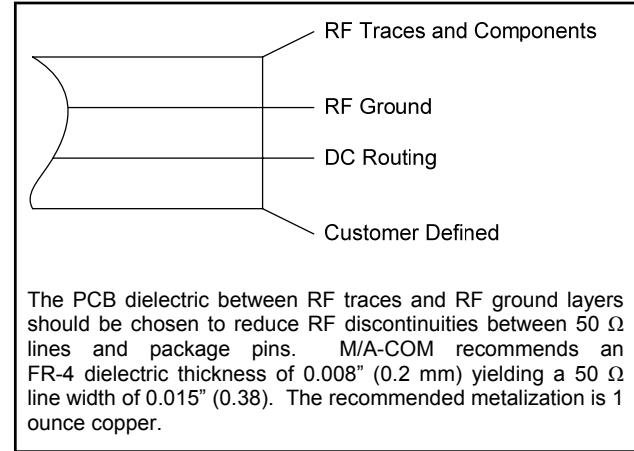 RF Traces and Components
RF Ground
DC Routing
Customer Defined
The PCB dielectric between RF traces and RF ground layers
should be chosen to reduce RF discontinuities between 50 Ω
lines and package pins. M/A-COM recommends an
FR-4 dielectric thickness of 0.008” (0.2 mm) yielding a 50 Ω
line width of 0.015” (0.38). The recommended metalization is 1
ounce copper.